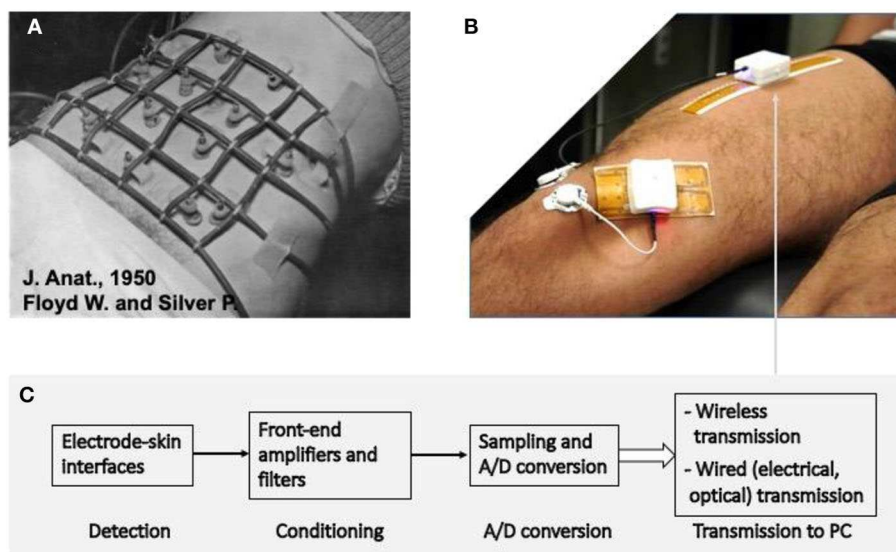 A
J. Anat., 1950
Floyd W. and Silver P.
B
C
Electrode-skin
interfaces
Detection
Front-end
amplifiers and
filters
Conditioning
Sampling and
A/D conversion
A/D conversion
- Wireless
transmission
- Wired (electrical,
optical) transmission
Transmission to PC